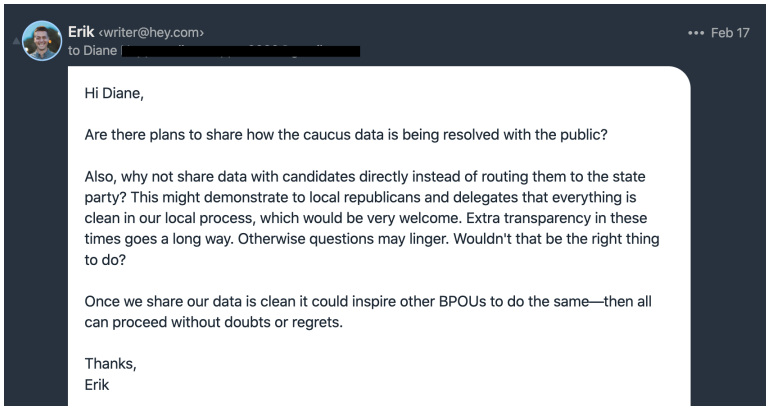 Erik <writer@hey.com>
••• Feb 17
to Diane
Hi Diane,
Are there plans to share how the caucus data is being resolved with the public?
Also, why not share data with candidates directly instead of routing them to the state
party? This might demonstrate to local republicans and delegates that everything is
clean in our local process, which would be very welcome. Extra transparency in these
times goes a long way. Otherwise questions may linger. Wouldn't that be the right thing
to do?
Once we share our data is clean it could inspire other BPOUs to do the same—then all
can proceed without doubts or regrets.
Thanks,
Erik